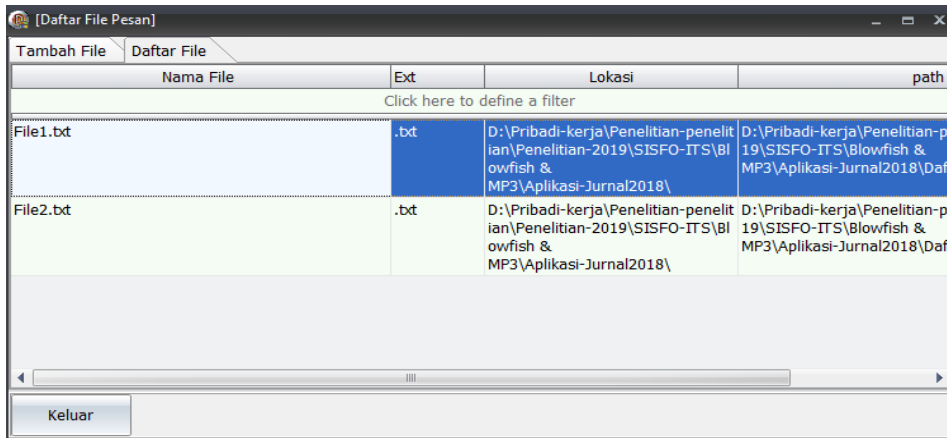 [Daftar File Pesan]
Tambah File Daftar File
Nama File Ext Lokasi path
Click here to define a filter
File1.txt .txt D:\Pribadi-kerja\Penelitian-penelit D:\Pribadi-kerja\Penelitian-p
ian\Penelitian-2019\SISFO-ITS\Bl 19\SISFO-ITS\Blowfish &
owfish & MP3\Aplikasi-Jurnal2018\Daf
MP3\Aplikasi-Jurnal2018\
File2.txt .txt D:\Pribadi-kerja\Penelitian-penelit D:\Pribadi-kerja\Penelitian-p
ian\Penelitian-2019\SISFO-ITS\Bl 19\SISFO-ITS\Blowfish &
owfish & MP3\Aplikasi-Jurnal2018\Daf
MP3\Aplikasi-Jurnal2018\
Keluar